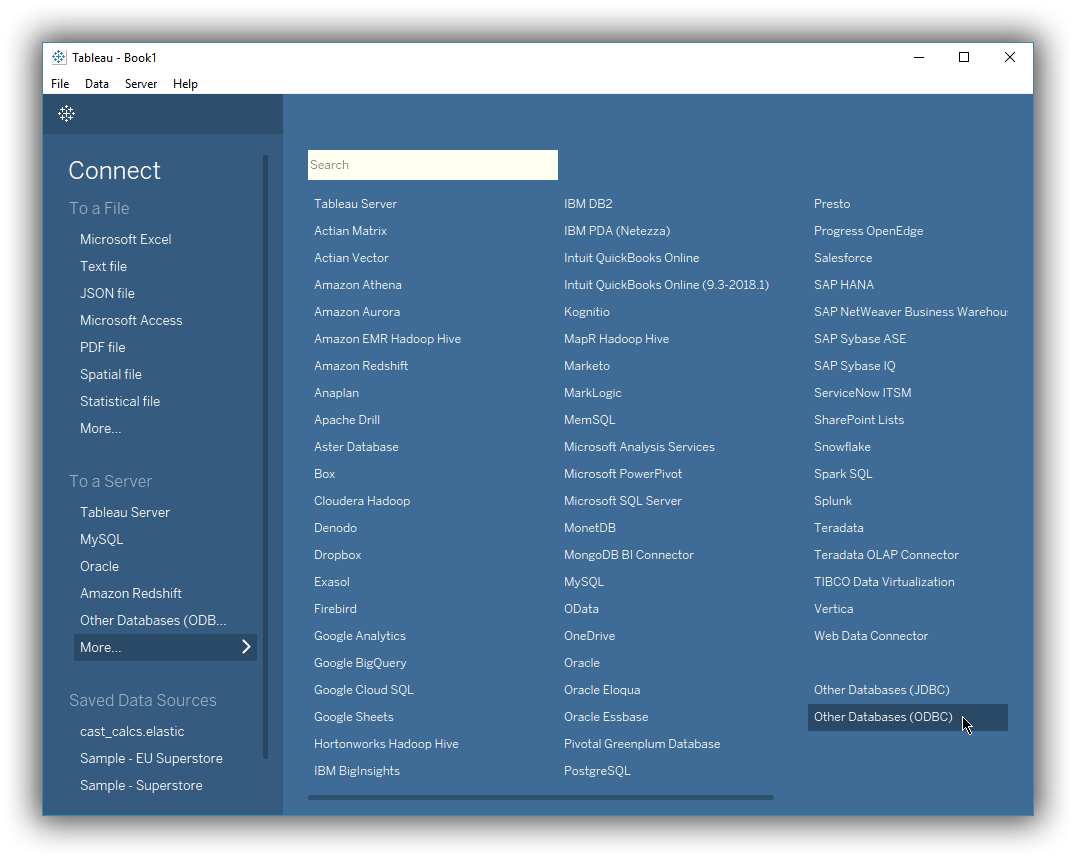 Tableau - Book1
File Data Server Help
Connect
To a File
Microsoft Excel
Text file
JSON file
Microsoft Access
PDF file
Spatial file
Statistical file
More...
To a Server
Tableau Server
MySQL
Oracle
Amazon Redshift
Other Databases (ODB...
More...
Saved Data Sources
cast_calcs.elastic
Sample - EU Superstore
Sample - Superstore
Search
Tableau Server
Actian Matrix
Actian Vector
Amazon Athena
Amazon Aurora
Amazon EMR Hadoop Hive
Amazon Redshift
Anaplan
Apache Drill
Aster Database
Box
Cloudera Hadoop
Denodo
Dropbox
Exasol
Firebird
Google Analytics
Google BigQuery
Google Cloud SQL
Google Sheets
Hortonworks Hadoop Hive
IBM BigInsights
IBM DB2
IBM PDA (Netezza)
Intuit QuickBooks Online
Intuit QuickBooks Online (9.3-2018.1)
Kognitio
MapR Hadoop Hive
Marketo
MarkLogic
MemSQL
Microsoft Analysis Services
Microsoft PowerPivot
Microsoft SQL Server
MonetDB
MongoDB BI Connector
MySQL
OData
OneDrive
Oracle
Oracle Eloqua
Oracle Essbase
Pivotal Greenplum Database
PostgreSQL
Presto
Progress OpenEdge
Salesforce
SAP HANA
SAP NetWeaver Business Warehou
SAP Sybase ASE
SAP Sybase IQ
ServiceNow ITSM
SharePoint Lists
Snowflake
Spark SQL
Splunk
Teradata
Teradata OLAP Connector
TIBCO Data Virtualization
Vertica
Web Data Connector
Other Databases (JDBC)
Other Databases (ODBC)